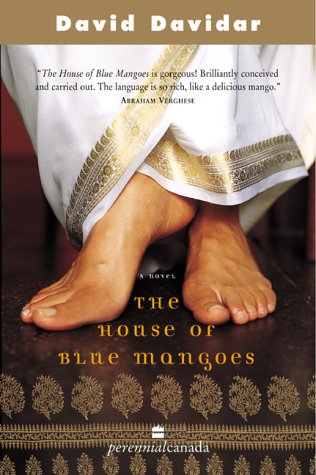 David Davidar
“The House of Blue Mangoes is gorgeous! Brilliantly conceived
and carried out. The language is so rich, like a delicious mango.”
Abraham Verghese
a novel
THE
HOUSE OF
BLUE MANGOES
perennialcanada